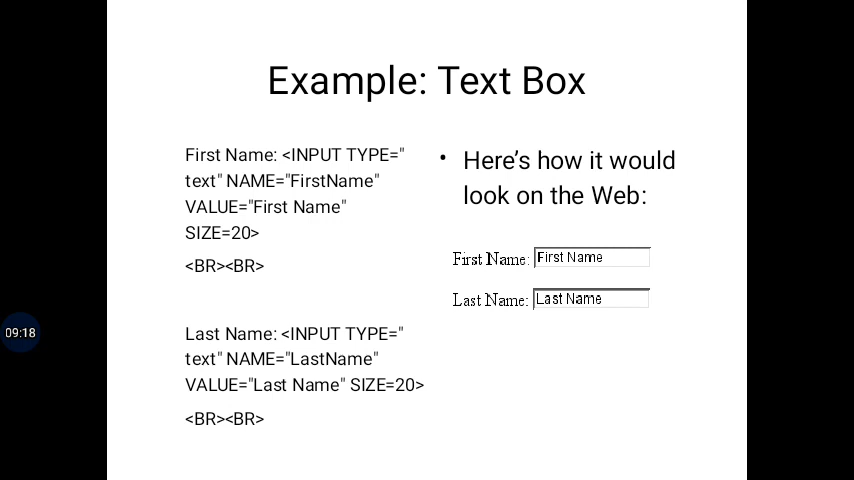 Example: Text Box
First Name: <INPUT TYPE="
text" NAME="FirstName"
VALUE="First Name"
SIZE=20>
<BR><BR>
Last Name: <INPUT TYPE="
text" NAME="LastName"
VALUE="Last Name" SIZE=20>
<BR><BR>
• Here's how it would
look on the Web:
First Name: First Name
Last Name: Last Name
09:18